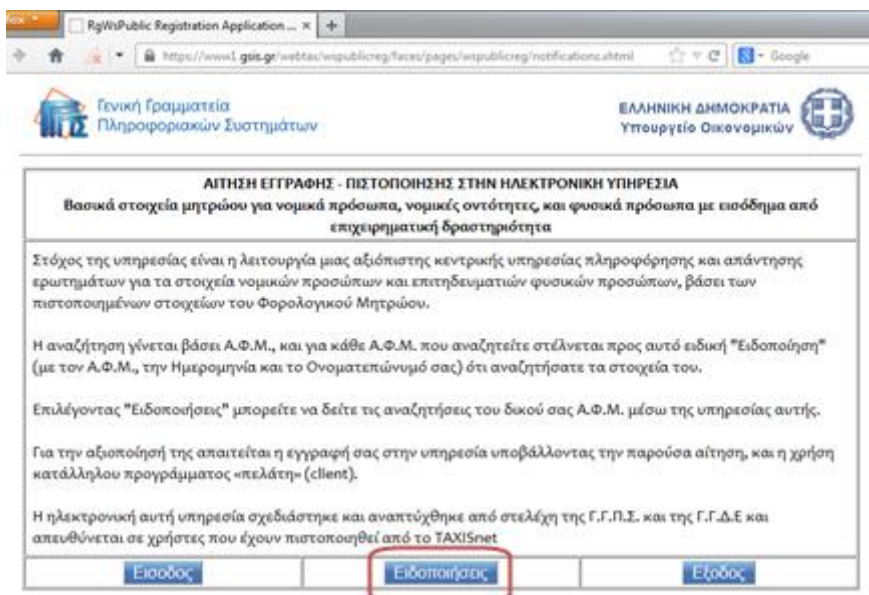 RgWsPublic Registration Application ...
https://www1.gsis.gr/webtax/wspublicreg/faces/pages/wspublicreg/notifications.xhtml
Google
Γενική Γραμματεία
Πληροφοριακών Συστημάτων
ΕΛΛΗΝΙΚΗ ΔΗΜΟΚΡΑΤΙΑ
Υπουργείο Οικονομικών
ΑΙΤΗΣΗ ΕΓΓΡΑΦΗΣ - ΠΙΣΤΟΠΟΙΗΣΗΣ ΣΤΗΝ ΗΛΕΚΤΡΟΝΙΚΗ ΥΠΗΡΕΣΙΑ
Βασικά στοιχεία μητρώου για νομικά πρόσωπα, νομικές οντότητες, και φυσικά πρόσωπα με εισόδημα από
επιχειρηματική δραστηριότητα
Στόχος της υπηρεσίας είναι η λειτουργία μιας αξιόπιστης κεντρικής υπηρεσίας πληροφόρησης και απάντησης
ερωτημάτων για τα στοιχεία νομικών προσώπων και επιτηδευματιών φυσικών προσώπων, βάσει των
πιστοποιημένων στοιχείων του Φορολογικού Μητρώου.
Η αναζήτηση γίνεται βάσει Α.Φ.Μ., και για κάθε Α.Φ.Μ. που αναζητείτε στέλνεται προς αυτό ειδική "Ειδοποίηση"
(με τον Α.Φ.Μ., την Ημερομηνία και το Ονοματεπώνυμό σας) ότι αναζητήσατε τα στοιχεία του.
Επιλέγοντας "Ειδοποιήσεις" μπορείτε να δείτε τις αναζητήσεις του δικού σας Α.Φ.Μ. μέσω της υπηρεσίας αυτής.
Για την αξιοποίησή της απαιτείται η εγγραφή σας στην υπηρεσία υποβάλλοντας την παρούσα αίτηση, και η χρήση
κατάλληλου προγράμματος «πελάτη» (client).
Η ηλεκτρονική αυτή υπηρεσία σχεδιάστηκε και αναπτύχθηκε από στελέχη της Γ.Γ.Π.Σ. και της Γ.Γ.Δ.Ε και
απευθύνεται σε χρήστες που έχουν πιστοποιηθεί από το TAXISnet
Είσοδος Ειδοποιήσεις Έξοδος